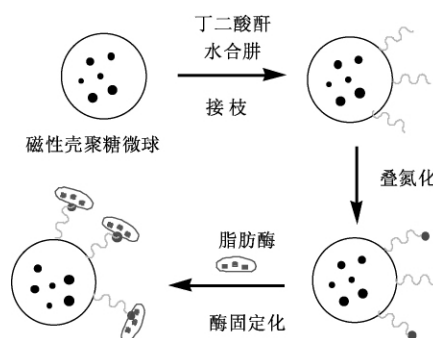 丁二酸酐
水合肼
接枝
磁性壳聚糖微球
叠氮化
脂肪酶
酶固定化